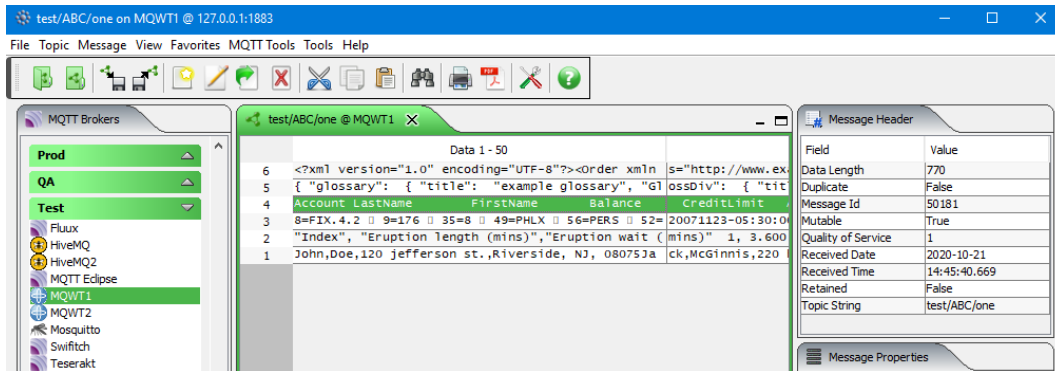 test/ABC/one on MQWT1 @ 127.0.0.1:1883
File Topic Message View Favorites MQTT Tools Tools Help
MQTT Brokers
Prod
QA
Test
Fluux
HiveMQ
HiveMQ2
MQTT Eclipse
MQWT1
MQWT2
Mosquitto
Swifitch
Teserakt
test/ABC/one @ MQWT1
Data 1 - 50
6 <?xml version="1.0" encoding="UTF-8"?><Order xmln s="http://www.ex
5 { "glossary": { "title": "example glossary", "Gl ossDiv": { "tit
4 Account LastName FirstName Balance CreditLimit
3 8=FIX.4.2 9=176 35=8 49=PHLX 56=PERS 52= 20071123-05:30:0
2 "Index", "Eruption length (mins)","Eruption wait ( mins)" 1, 3.600
1 John,Doe,120 jefferson st.,Riverside, NJ, 08075Ja ck,McGinnis,220
Message Header
Field Value
Data Length 770
Duplicate False
Message Id 50181
Mutable True
Quality of Service 1
Received Date 2020-10-21
Received Time 14:45:40.669
Retained False
Topic String test/ABC/one
Message Properties